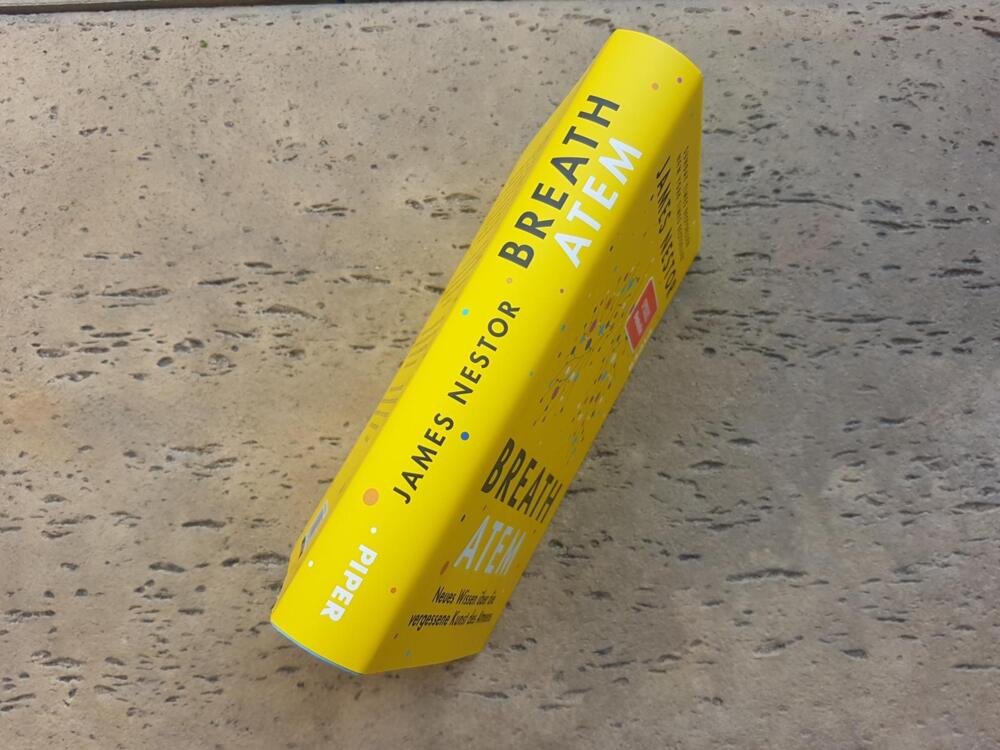 BREATH
ATEM
JAMES NESTOR
PIPER
JAMES NESTOR
BREATH
ATEM
Neues Wissen über die
vergessene Kunst des Atmens